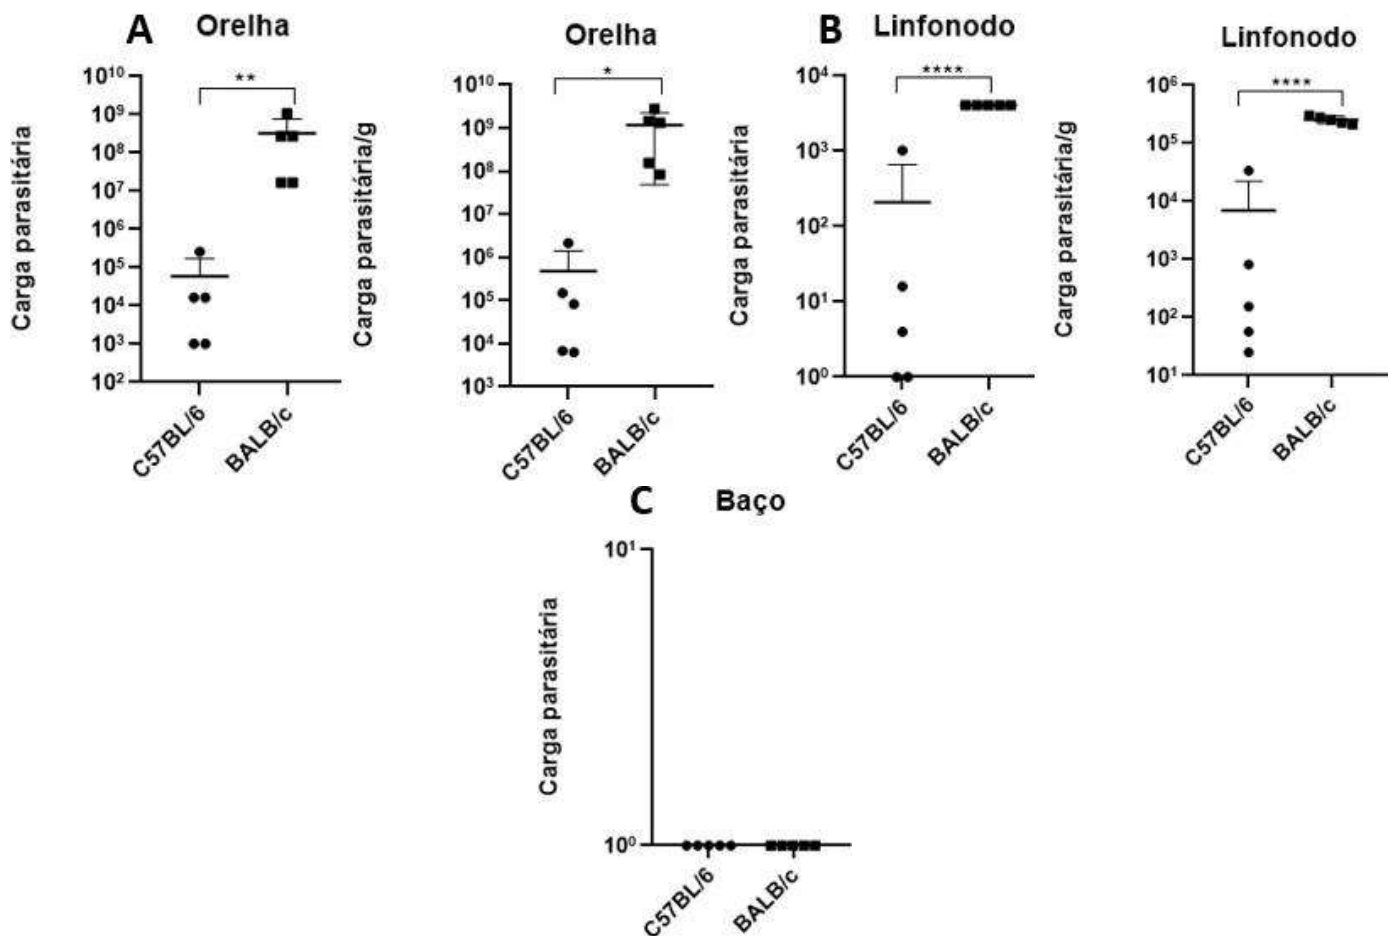 A Orelha
**
10¹⁰
10⁹
10⁸
10⁷
10⁶
10⁵
10⁴
10³
10²
Carga parasitária
C57BL/6
BALB/c
Orelha
*
10¹⁰
10⁹
10⁸
10⁷
10⁶
10⁵
10⁴
10³
Carga parasitária/g
C57BL/6
BALB/c
B Linfonodo
****
10⁴
10³
10²
10¹
10⁰
Carga parasitária
C57BL/6
BALB/c
Linfonodo
****
10⁶
10⁵
10⁴
10³
10²
10¹
Carga parasitária/g
C57BL/6
BALB/c
C Baço
10¹
10⁰
Carga parasitária
C57BL/6
BALB/c